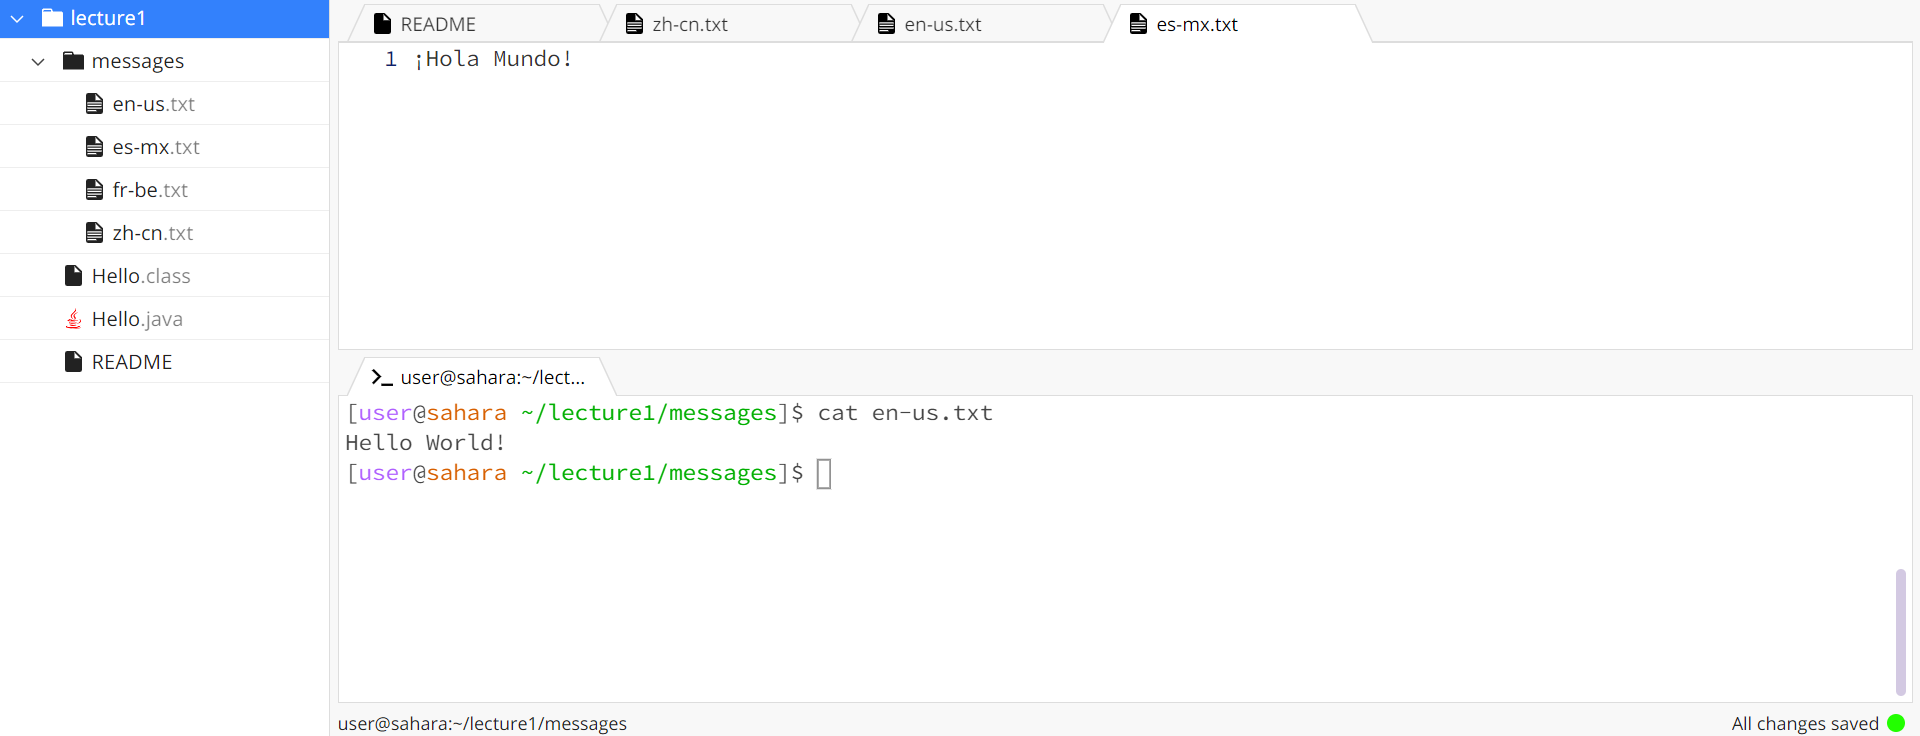 lecture1
messages
en-us.txt
es-mx.txt
fr-be.txt
zh-cn.txt
Hello.class
Hello.java
README
README
zh-cn.txt
en-us.txt
es-mx.txt
1 ¡Hola Mundo!
user@sahara:~/lect...
[user@sahara ~/lecture1/messages]$ cat en-us.txt
Hello World!
[user@sahara ~/lecture1/messages]$
user@sahara:~/lecture1/messages
All changes saved